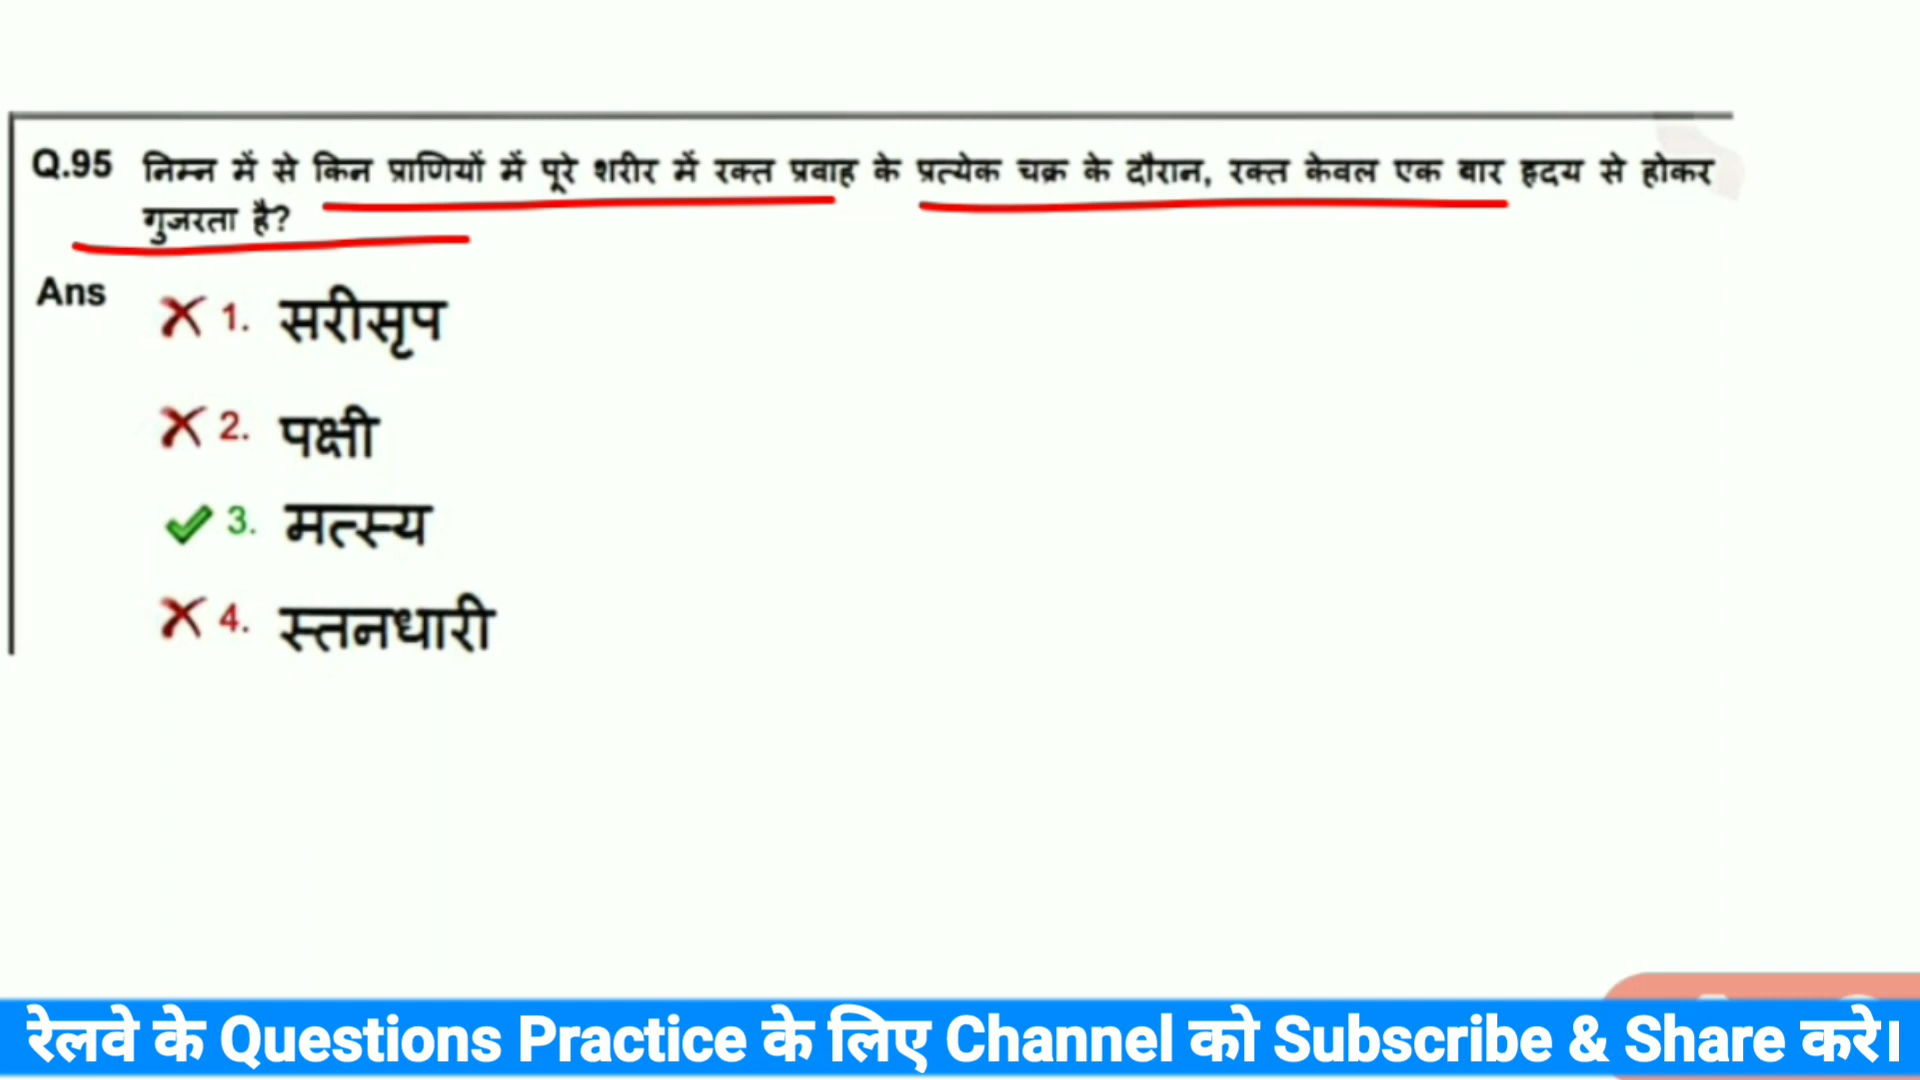 Q.95 निम्न में से किन प्राणियों में पूरे शरीर में रक्त प्रवाह के प्रत्येक चक्र के दौरान, रक्त केवल एक बार हृदय से होकर
गुजरता है?
Ans
1. सरीसृप
2. पक्षी
3. मत्स्य
4. स्तनधारी
रेलवे के Questions Practice के लिए Channel को Subscribe & Share करे।